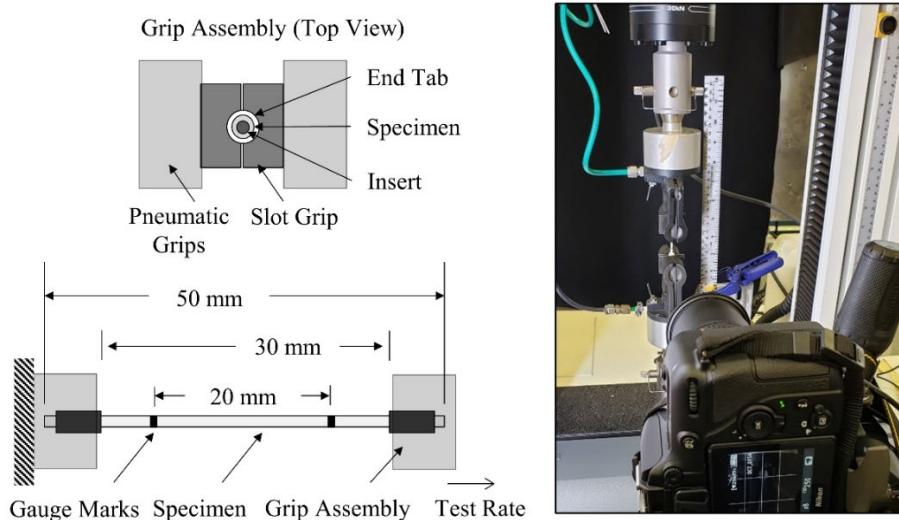 Grip Assembly (Top View)
End Tab
Specimen
Insert
Pneumatic
Grips
Slot Grip
50 mm
30 mm
20 mm
Gauge Marks
Specimen
Grip Assembly
Test Rate
Nikon